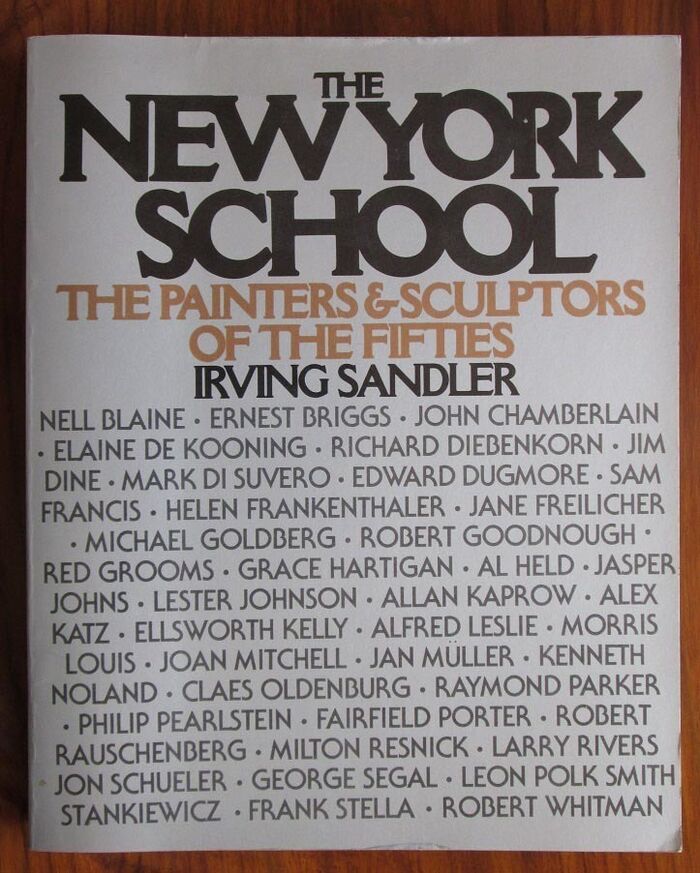 THE
NEW YORK
SCHOOL
THE PAINTERS & SCULPTORS
OF THE FIFTIES
IRVING SANDLER
NELL BLAINE · ERNEST BRIGGS · JOHN CHAMBERLAIN
· ELAINE DE KOONING · RICHARD DIEBENKORN · JIM
DINE · MARK DI SUVERO · EDWARD DUGMORE · SAM
FRANCIS · HELEN FRANKENTHALER · JANE FREILICHER
· MICHAEL GOLDBERG · ROBERT GOODNOUGH ·
RED GROOMS · GRACE HARTIGAN · AL HELD · JASPER
JOHNS · LESTER JOHNSON · ALLAN KAPROW · ALEX
KATZ · ELLSWORTH KELLY · ALFRED LESLIE · MORRIS
LOUIS · JOAN MITCHELL · JAN MÜLLER · KENNETH
NOLAND · CLAES OLDENBURG · RAYMOND PARKER
· PHILIP PEARLSTEIN · FAIRFIELD PORTER · ROBERT
RAUSCHENBERG · MILTON RESNICK · LARRY RIVERS
JON SCHUELER · GEORGE SEGAL · LEON POLK SMITH
STANKIEWICZ · FRANK STELLA · ROBERT WHITMAN